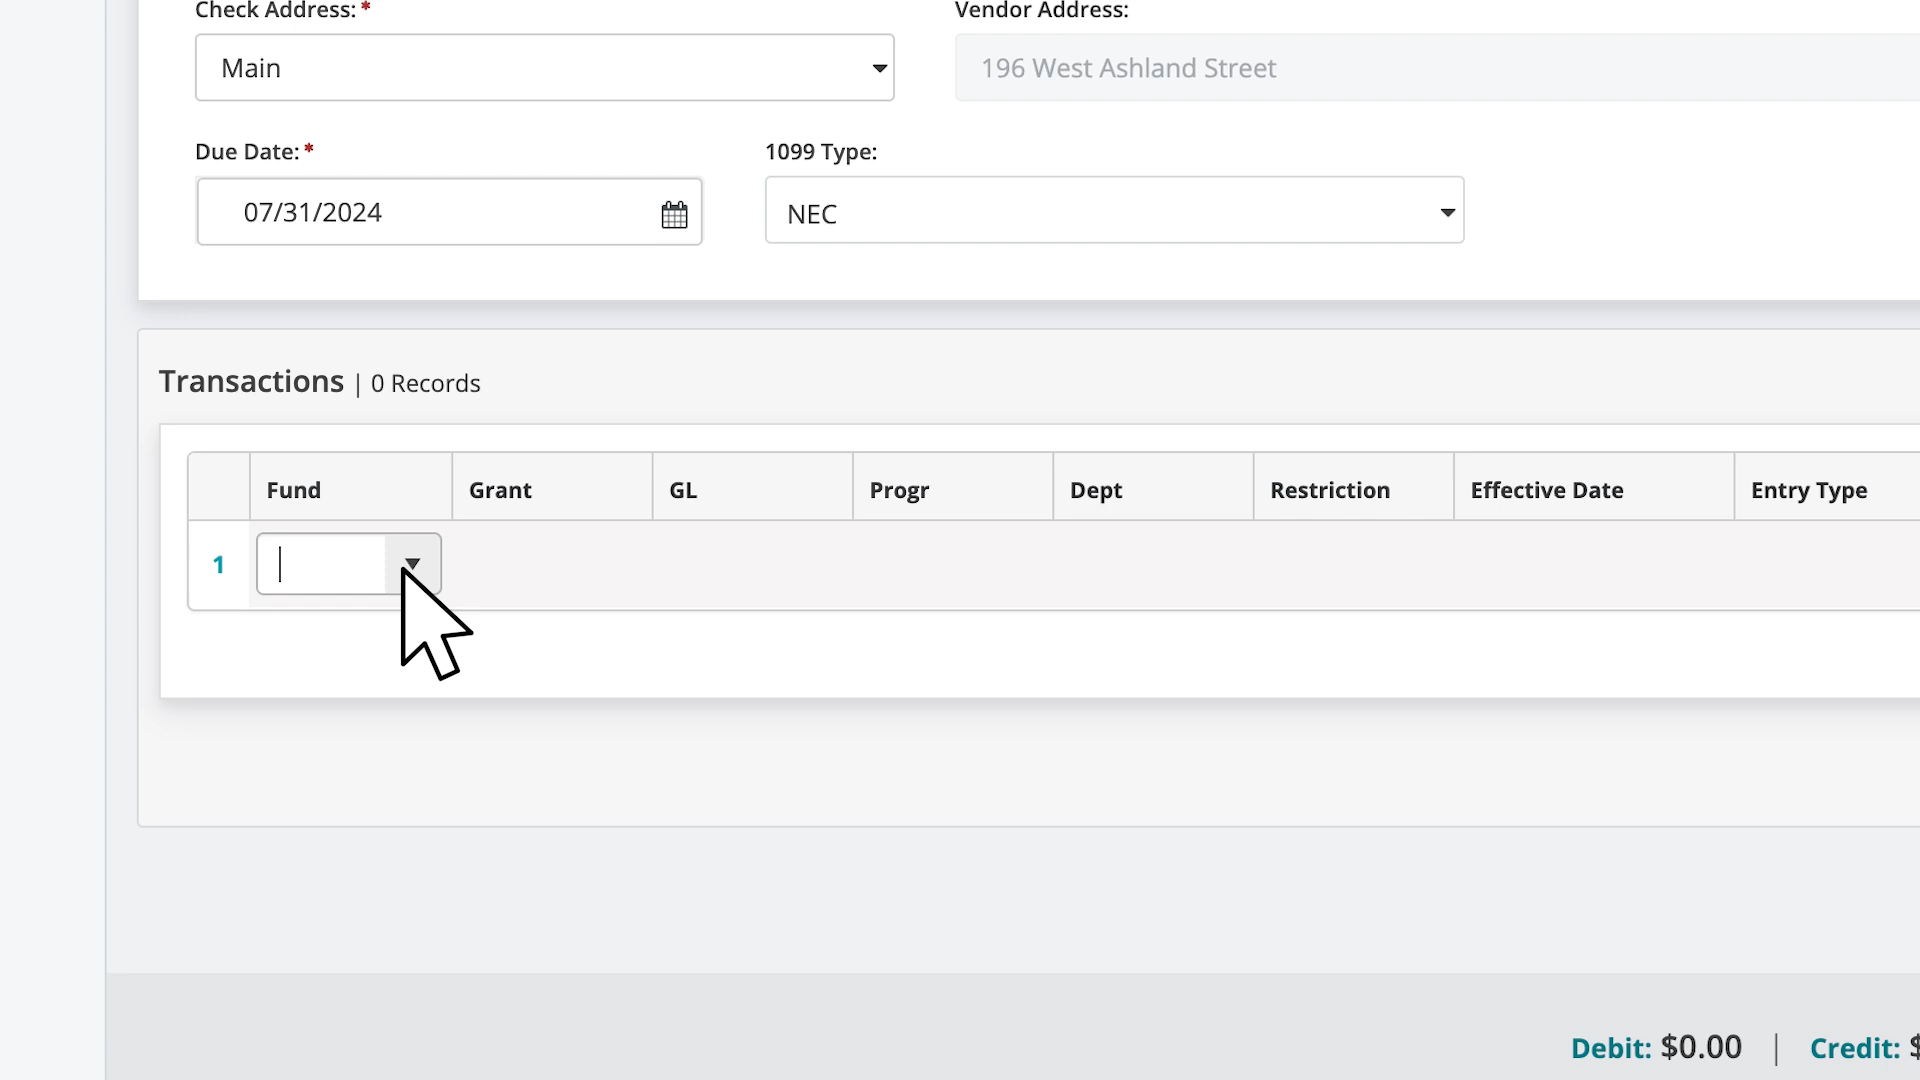 Check Address: *
Vendor Address:
Main
196 West Ashland Street
Due Date: *
1099 Type:
07/31/2024
NEC
Transactions | 0 Records
Fund Grant GL Progr Dept Restriction Effective Date Entry Type
1
Debit: $0.00 | Credit: $